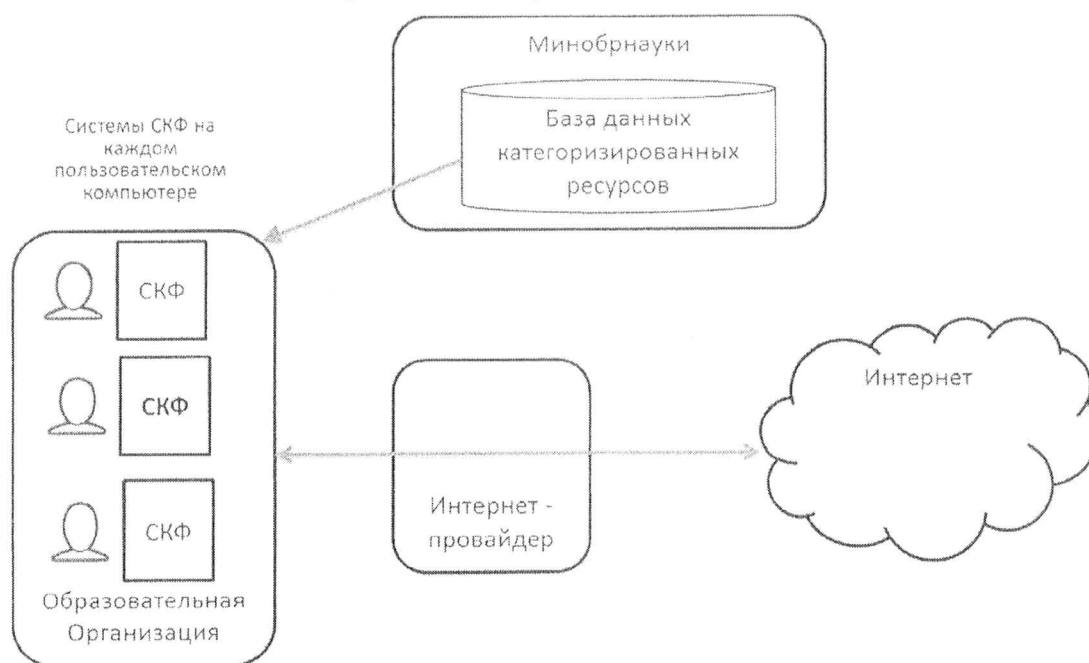 Минобрнауки
База данных
категоризированных
ресурсов
Системы СКФ на
каждом
пользовательском
компьютере
СКФ
СКФ
СКФ
Образовательная
Организация
Интернет -
провайдер
Интернет